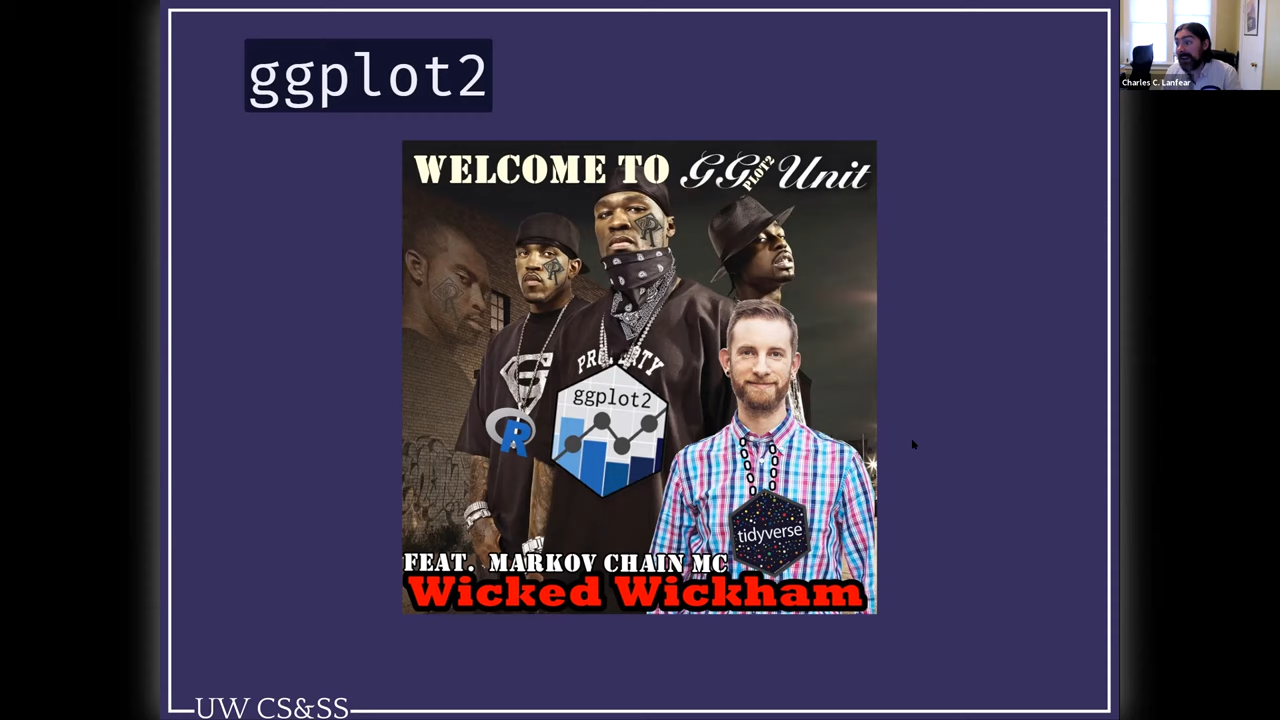 ggplot2
Charles C. Lanfear
WELCOME TO GG PLOT2 Unit
PROPERTY
ggplot2
R
tidyverse
FEAT. MARKOV CHAIN MC
Wicked Wickham
UW CS&SS